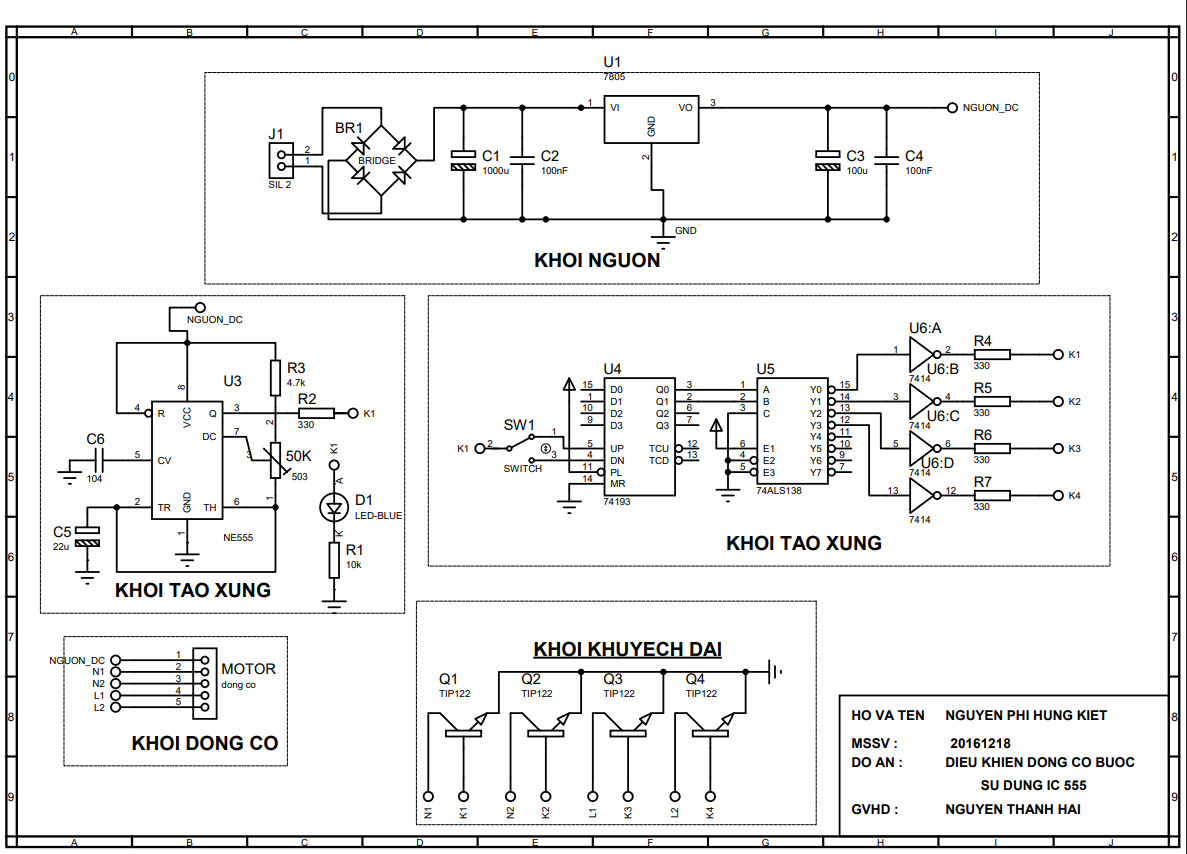 A B C D E F G H I J
0 0
1 1
2 2
3 3
4 4
5 5
6 6
7 7
8 8
9 9
U1
7805
1 VI VO 3
GND
2
NGUON_DC
J1
2
1
SIL 2
BR1
BRIDGE
C1
1000u
C2
100nF
C3
100u
C4
100nF
GND
KHOI NGUON
NGUON_DC
U3
8
VCC
4 R Q 3
DC 7
5 CV
2 TR TH 6
GND
1
NE555
R3
4.7k
R2
330
K1
2
3
1
50K
503
C6
104
C5
22u
K1
A
D1
LED-BLUE
K
R1
10k
KHOI TAO XUNG
K1
2
SW1
1
3
SWITCH
U4
15 D0 Q0 3
1 D1 Q1 2
10 D2 Q2 6
9 D3 Q3 7
5 UP TCU 12
4 DN TCD 13
11 PL
14 MR
74193
U5
1 A Y0 15
2 B Y1 14
3 C Y2 13
Y3 12
Y4 11
6 E1 Y5 10
4 E2 Y6 9
5 E3 Y7 7
74ALS138
U6:A
1 2
7414
R4
330
K1
U6:B
3 4
7414
R5
330
K2
U6:C
5 6
7414
R6
330
K3
U6:D
13 12
7414
R7
330
K4
KHOI TAO XUNG
NGUON_DC 1
N1 2
N2 3
L1 4
L2 5
MOTOR
dong co
KHOI DONG CO
KHOI KHUYECH DAI
Q1
TIP122
Q2
TIP122
Q3
TIP122
Q4
TIP122
N1 K1 N2 K2 L1 K3 L2 K4
HO VA TEN NGUYEN PHI HUNG KIET
MSSV : 20161218
DO AN : DIEU KHIEN DONG CO BUOC
SU DUNG IC 555
GVHD : NGUYEN THANH HAI
A B C D E F G H I J